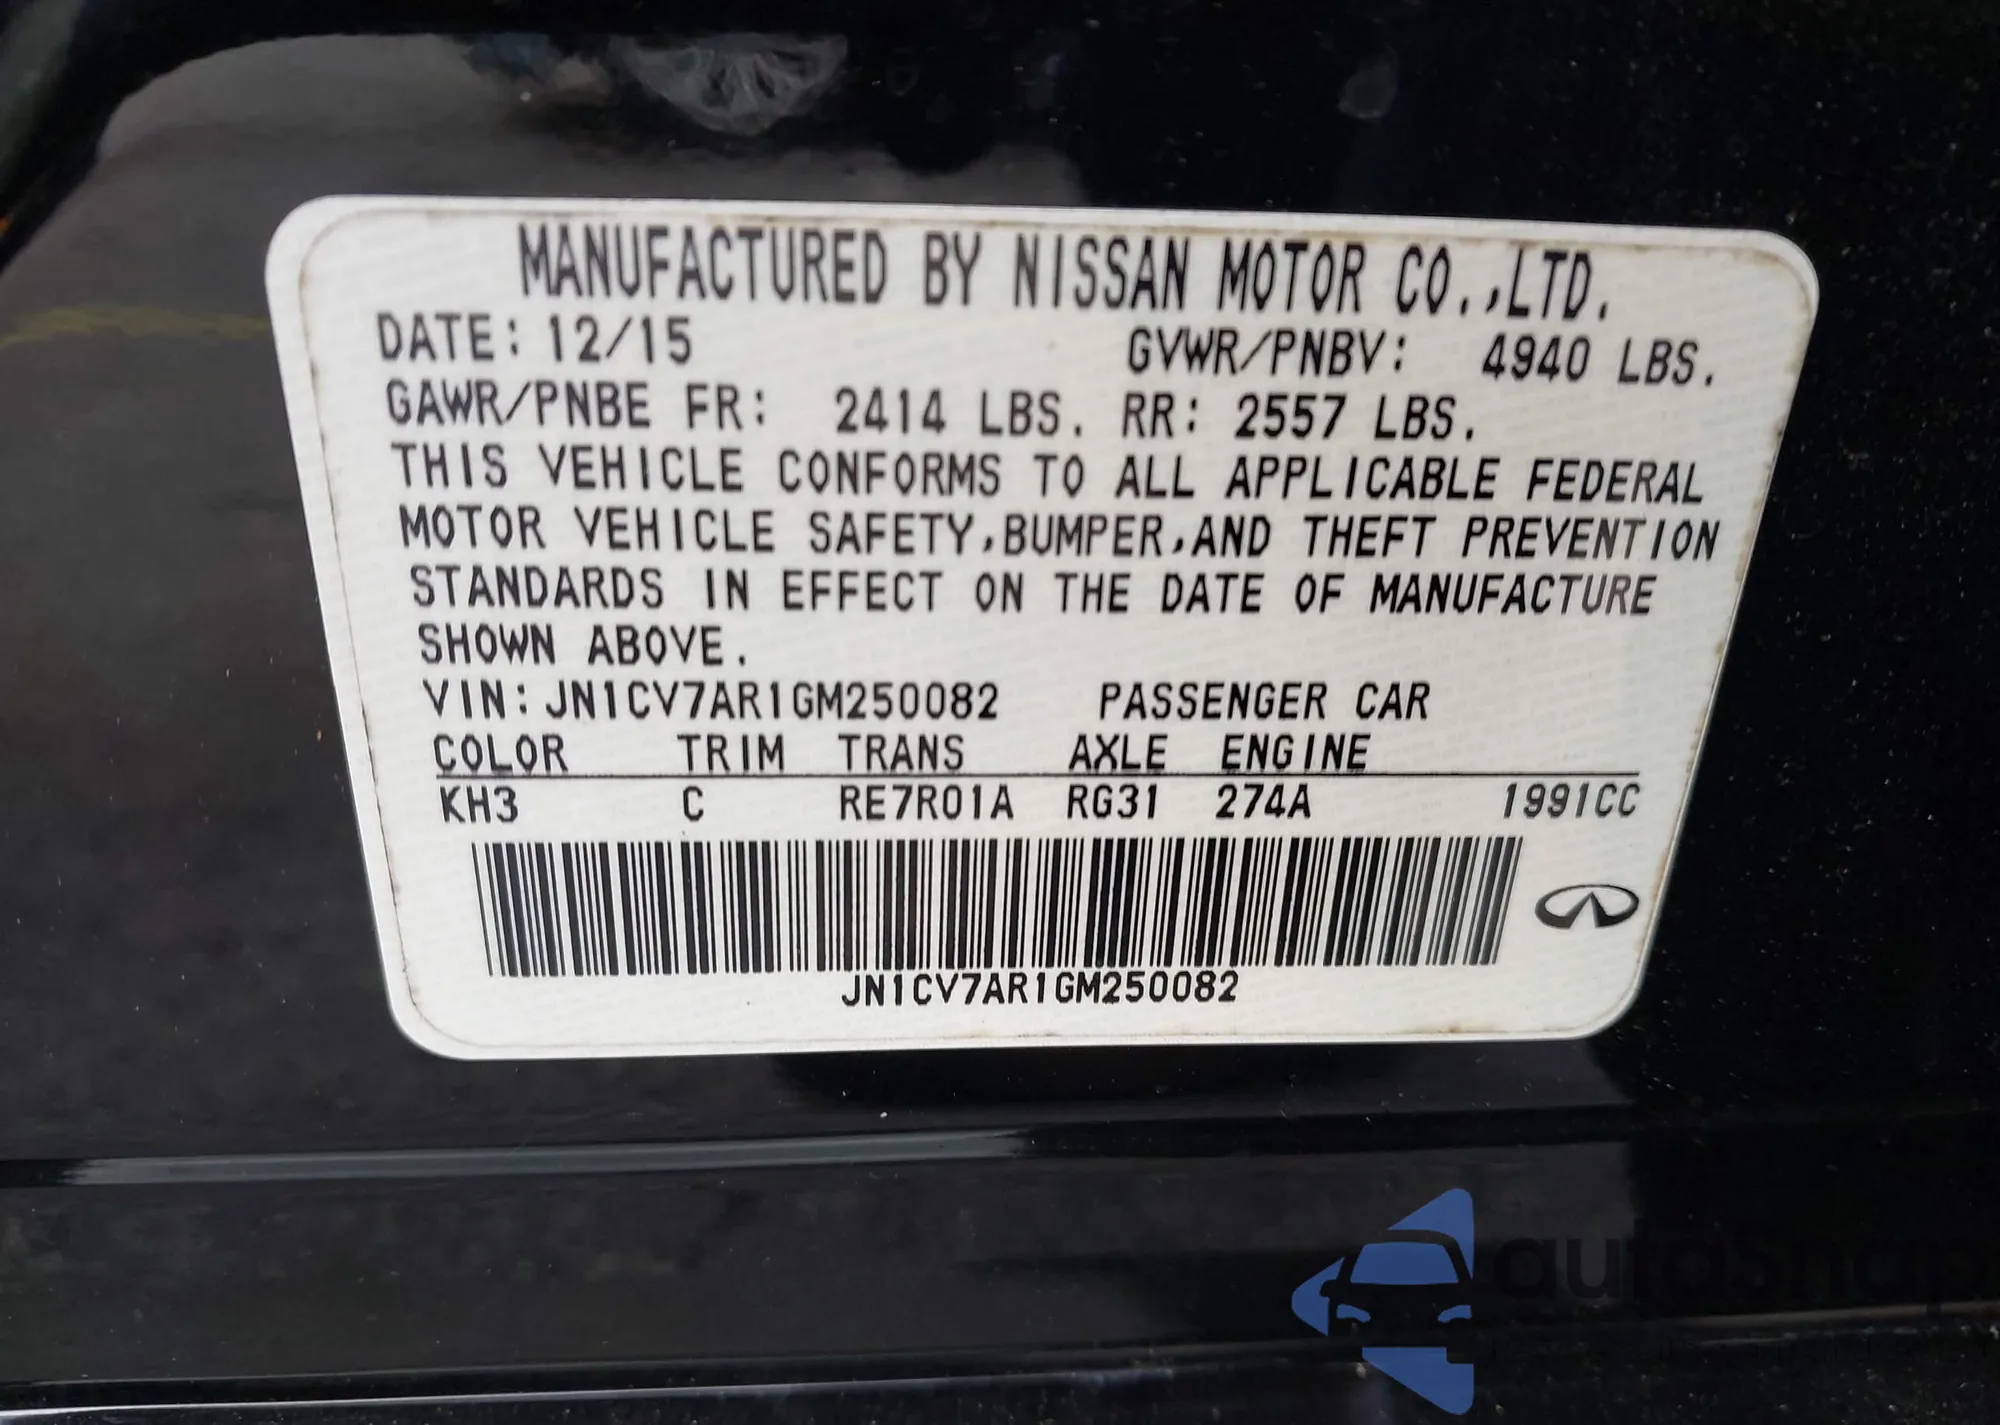 MANUFACTURED BY NISSAN MOTOR CO.,LTD.
DATE: 12/15 GVWR/PNBV: 4940 LBS.
GAWR/PNBE FR: 2414 LBS. RR: 2557 LBS.
THIS VEHICLE CONFORMS TO ALL APPLICABLE FEDERAL
MOTOR VEHICLE SAFETY,BUMPER,AND THEFT PREVENTION
STANDARDS IN EFFECT ON THE DATE OF MANUFACTURE
SHOWN ABOVE.
VIN: JN1CV7AR1GM250082 PASSENGER CAR
COLOR TRIM TRANS AXLE ENGINE
KH3 C RE7R01A RG31 274A 1991CC
JN1CV7AR1GM250082
autosnap